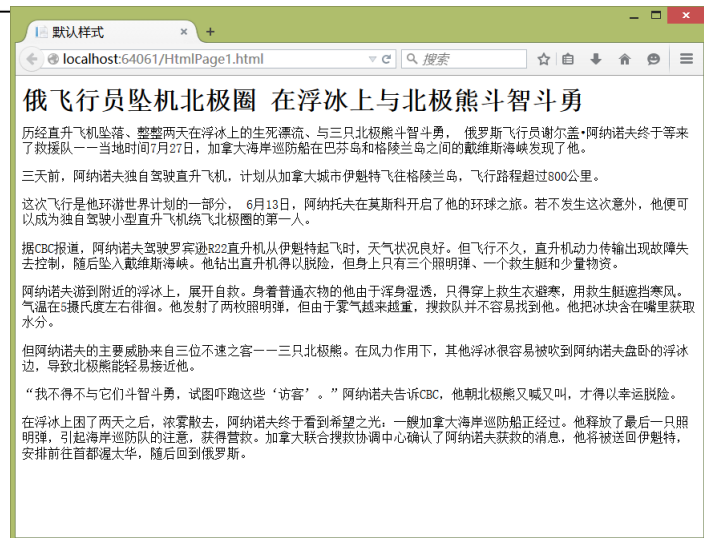 默认样式
localhost:64061/HtmlPage1.html
搜索
俄飞行员坠机北极圈 在浮冰上与北极熊斗智斗勇
历经直升飞机坠落、整整两天在浮冰上的生死漂流、与三只北极熊斗智斗勇， 俄罗斯飞行员谢尔盖•阿纳诺夫终于等来
了救援队——当地时间7月27日，加拿大海岸巡防船在巴芬岛和格陵兰岛之间的戴维斯海峡发现了他。
三天前，阿纳诺夫独自驾驶直升飞机，计划从加拿大城市伊魁特飞往格陵兰岛，飞行路程超过800公里。
这次飞行是他环游世界计划的一部分， 6月13日，阿纳托夫在莫斯科开启了他的环球之旅。若不发生这次意外，他便可
以成为独自驾驶小型直升飞机绕飞北极圈的第一人。
据CBC报道，阿纳诺夫驾驶罗宾逊R22直升机从伊魁特起飞时，天气状况良好。但飞行不久，直升机动力传输出现故障失
去控制，随后坠入戴维斯海峡。他钻出直升机得以脱险，但身上只有三个照明弹、一个救生艇和少量物资。
阿纳诺夫游到附近的浮冰上，展开自救。身着普通衣物的他由于浑身湿透，只得穿上救生衣避寒，用救生艇遮挡寒风。
气温在5摄氏度左右徘徊。他发射了两枚照明弹，但由于雾气越来越重，搜救队并不容易找到他。他把冰块含在嘴里获取
水分。
但阿纳诺夫的主要威胁来自三位不速之客——三只北极熊。在风力作用下，其他浮冰很容易被吹到阿纳诺夫盘卧的浮冰
边，导致北极熊能轻易接近他。
“我不得不与它们斗智斗勇，试图吓跑这些‘访客’。”阿纳诺夫告诉CBC，他朝北极熊又喊又叫，才得以幸运脱险。
在浮冰上困了两天之后，浓雾散去，阿纳诺夫终于看到希望之光：一艘加拿大海岸巡防船正经过。他释放了最后一只照
明弹，引起海岸巡防队的注意，获得营救。加拿大联合搜救协调中心确认了阿纳诺夫获救的消息，他将被送回伊魁特，
安排前往首都渥太华，随后回到俄罗斯。